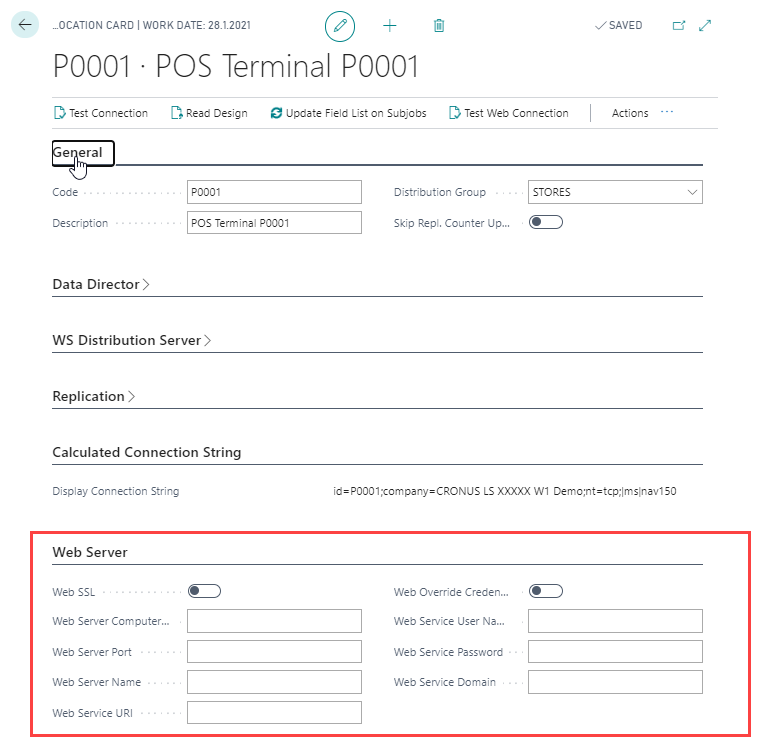 ...OCATION CARD | WORK DATE: 28.1.2021
SAVED
P0001 · POS Terminal P0001
Test Connection
Read Design
Update Field List on Subjobs
Test Web Connection
Actions
...
General
Code
P0001
Distribution Group
STORES
Description
POS Terminal P0001
Skip Repl. Counter Up...
Data Director
WS Distribution Server
Replication
Calculated Connection String
Display Connection String
id=P0001;company=CRONUS LS XXXXX W1 Demo;nt=tcp;|ms|nav150
Web Server
Web SSL
Web Override Creden...
Web Server Computer...
Web Service User Na...
Web Server Port
Web Service Password
Web Server Name
Web Service Domain
Web Service URI